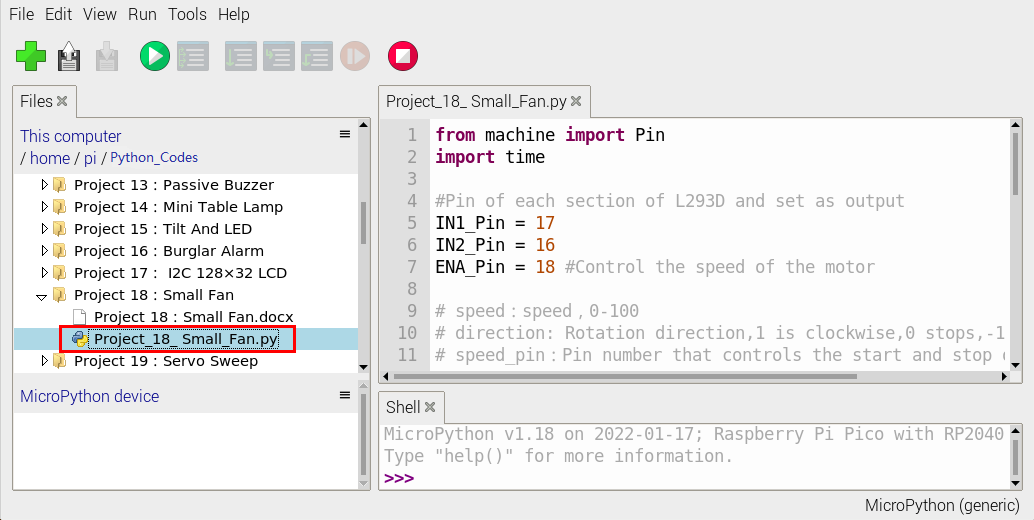 File Edit View Run Tools Help
Files
This computer
/ home / pi / Python_Codes
Project 13 : Passive Buzzer
Project 14 : Mini Table Lamp
Project 15 : Tilt And LED
Project 16 : Burglar Alarm
Project 17 : I2C 128×32 LCD
Project 18 : Small Fan
Project 18 : Small Fan.docx
Project_18_ Small_Fan.py
Project 19 : Servo Sweep
MicroPython device
Project_18_ Small_Fan.py
1 from machine import Pin
2 import time
3
4 #Pin of each section of L293D and set as output
5 IN1_Pin = 17
6 IN2_Pin = 16
7 ENA_Pin = 18 #Control the speed of the motor
8
9 # speed：speed，0-100
10 # direction: Rotation direction,1 is clockwise,0 stops,-1
11 # speed_pin：Pin number that controls the start and stop
Shell
MicroPython v1.18 on 2022-01-17; Raspberry Pi Pico with RP2040
Type "help()" for more information.
>>>
MicroPython (generic)